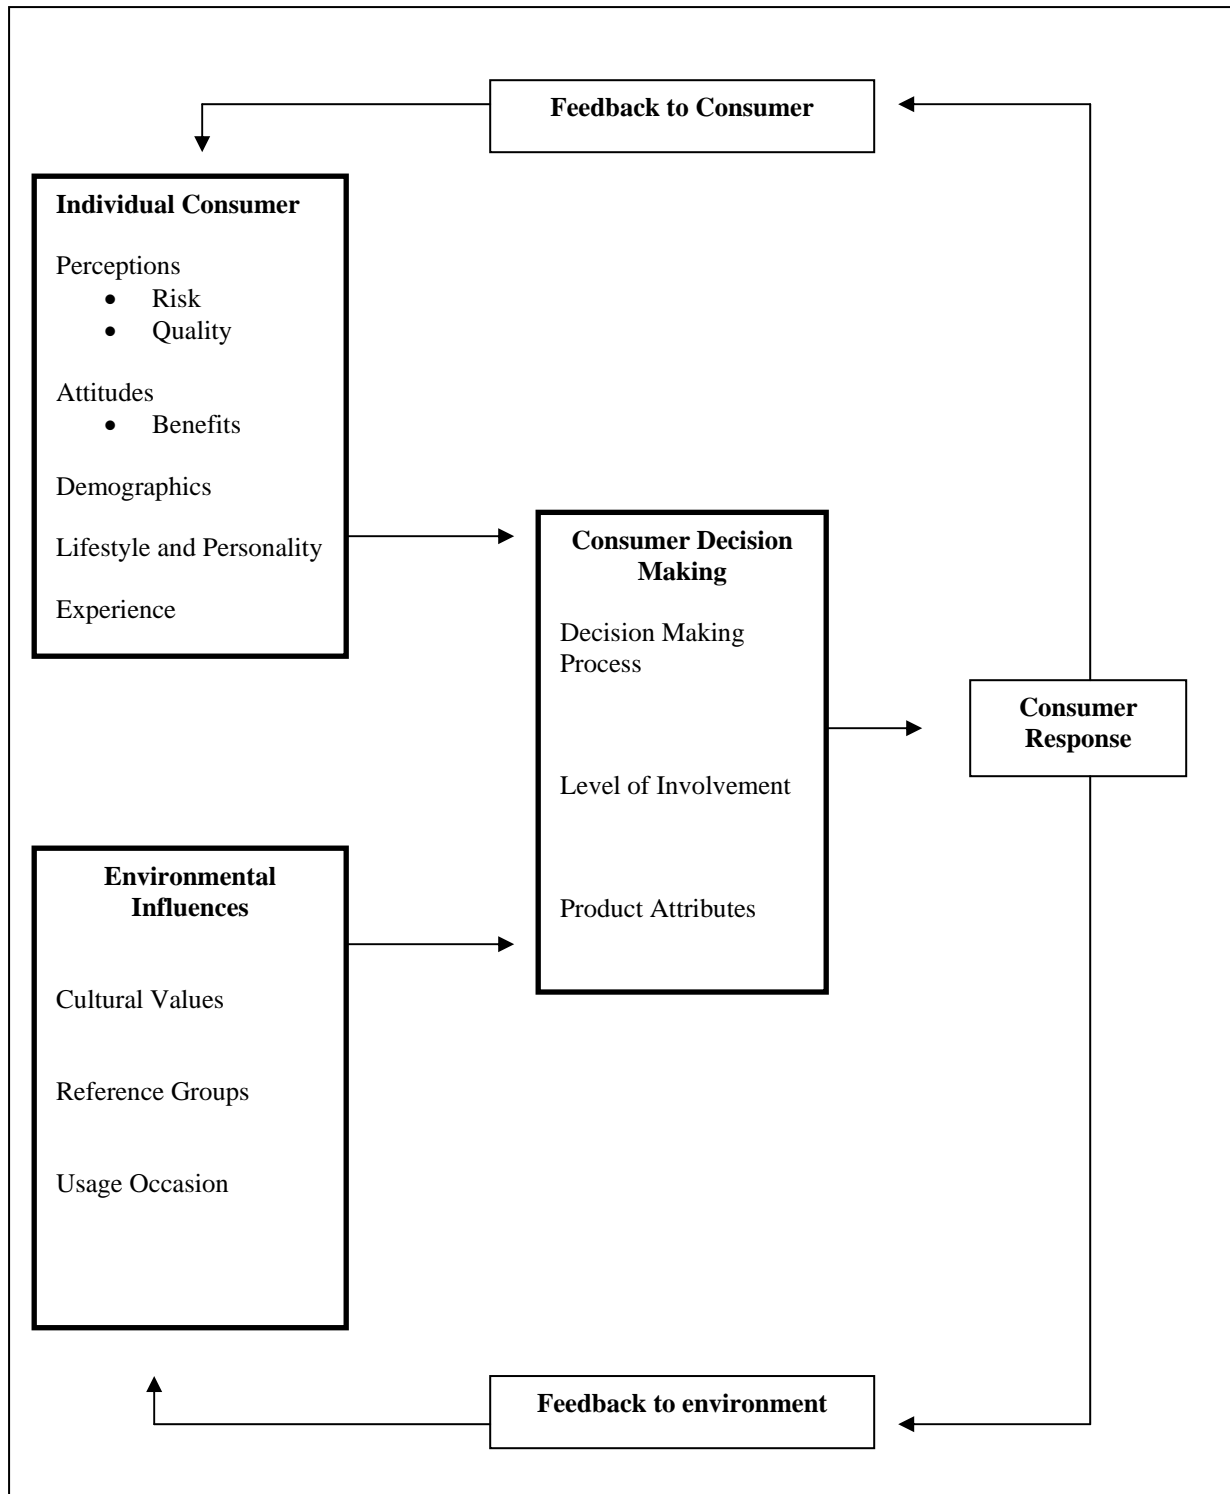 Feedback to Consumer
Individual Consumer
Perceptions
• Risk
• Quality
Attitudes
• Benefits
Demographics
Lifestyle and Personality
Experience
Consumer Decision
Making
Decision Making
Process
Level of Involvement
Product Attributes
Consumer
Response
Environmental
Influences
Cultural Values
Reference Groups
Usage Occasion
Feedback to environment